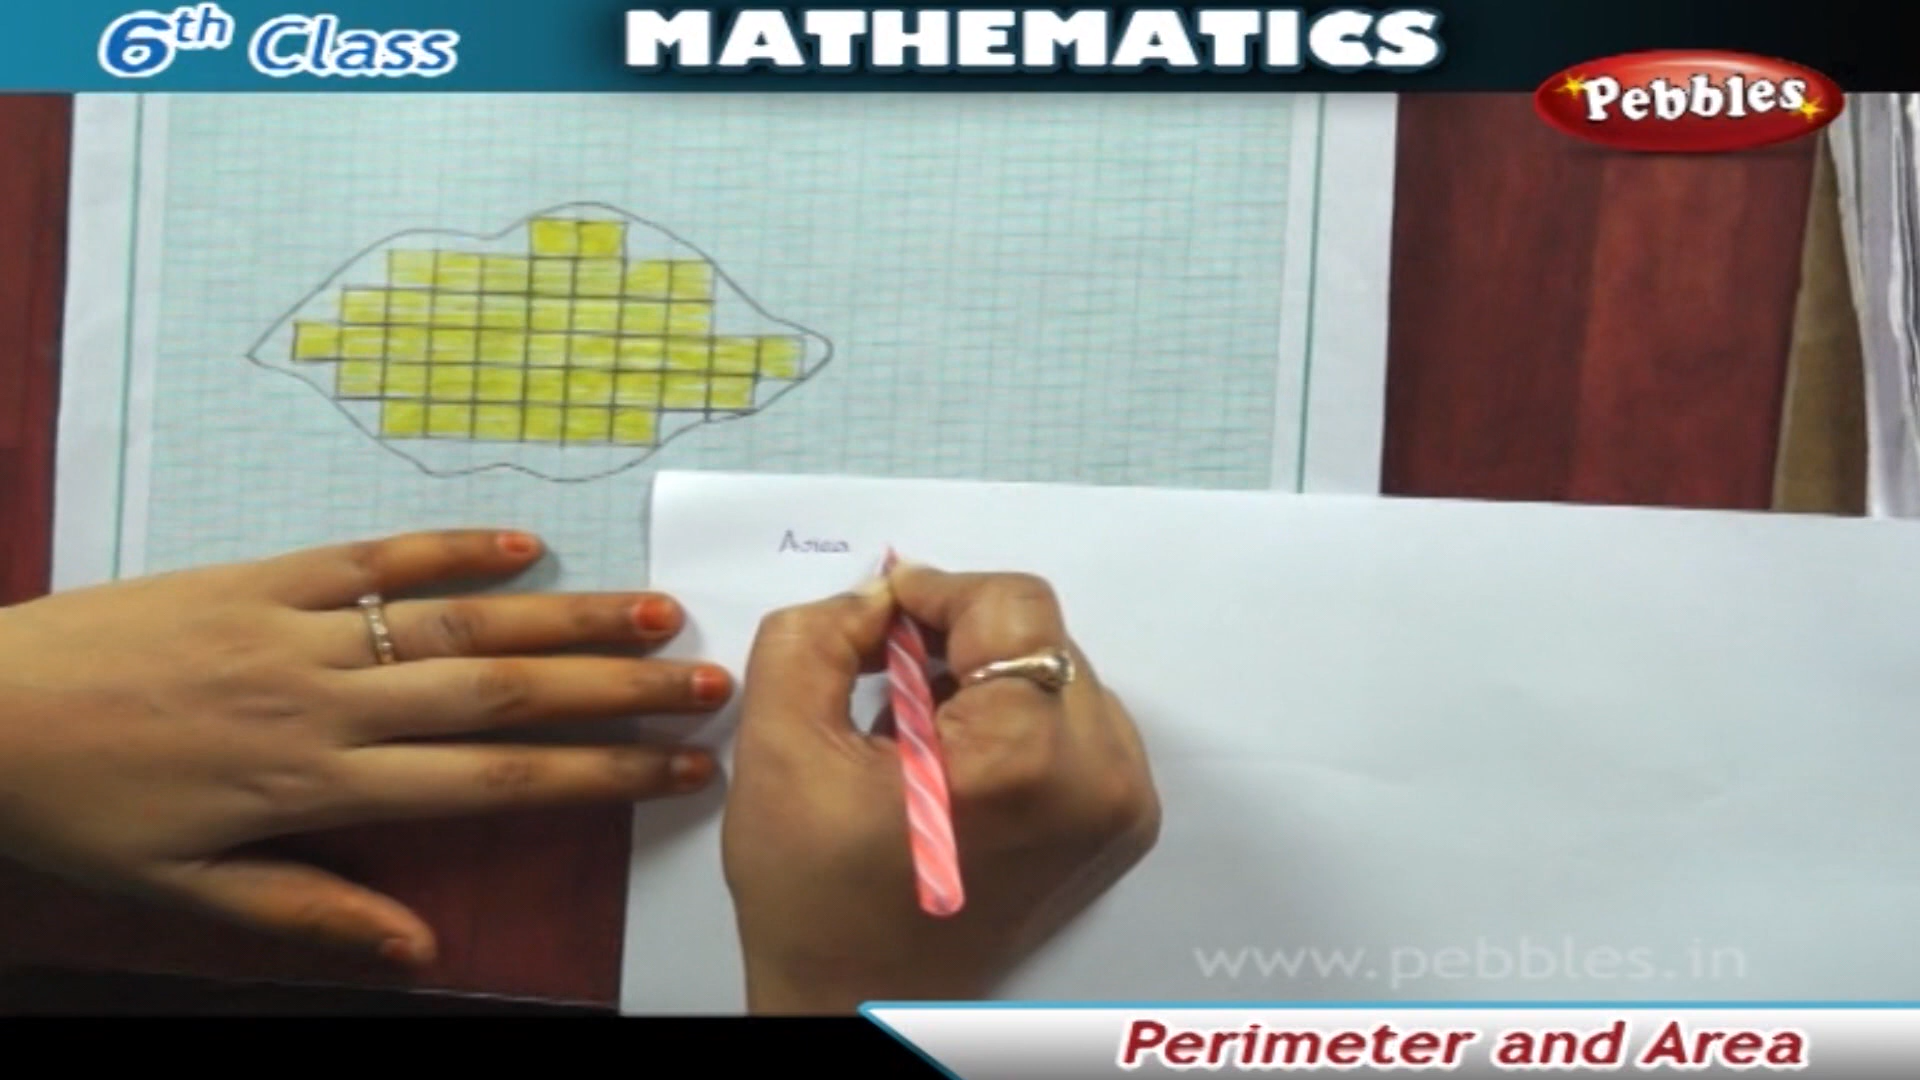 6th Class
MATHEMATICS
Pebbles
Area
www.pebbles.in
Perimeter and Area